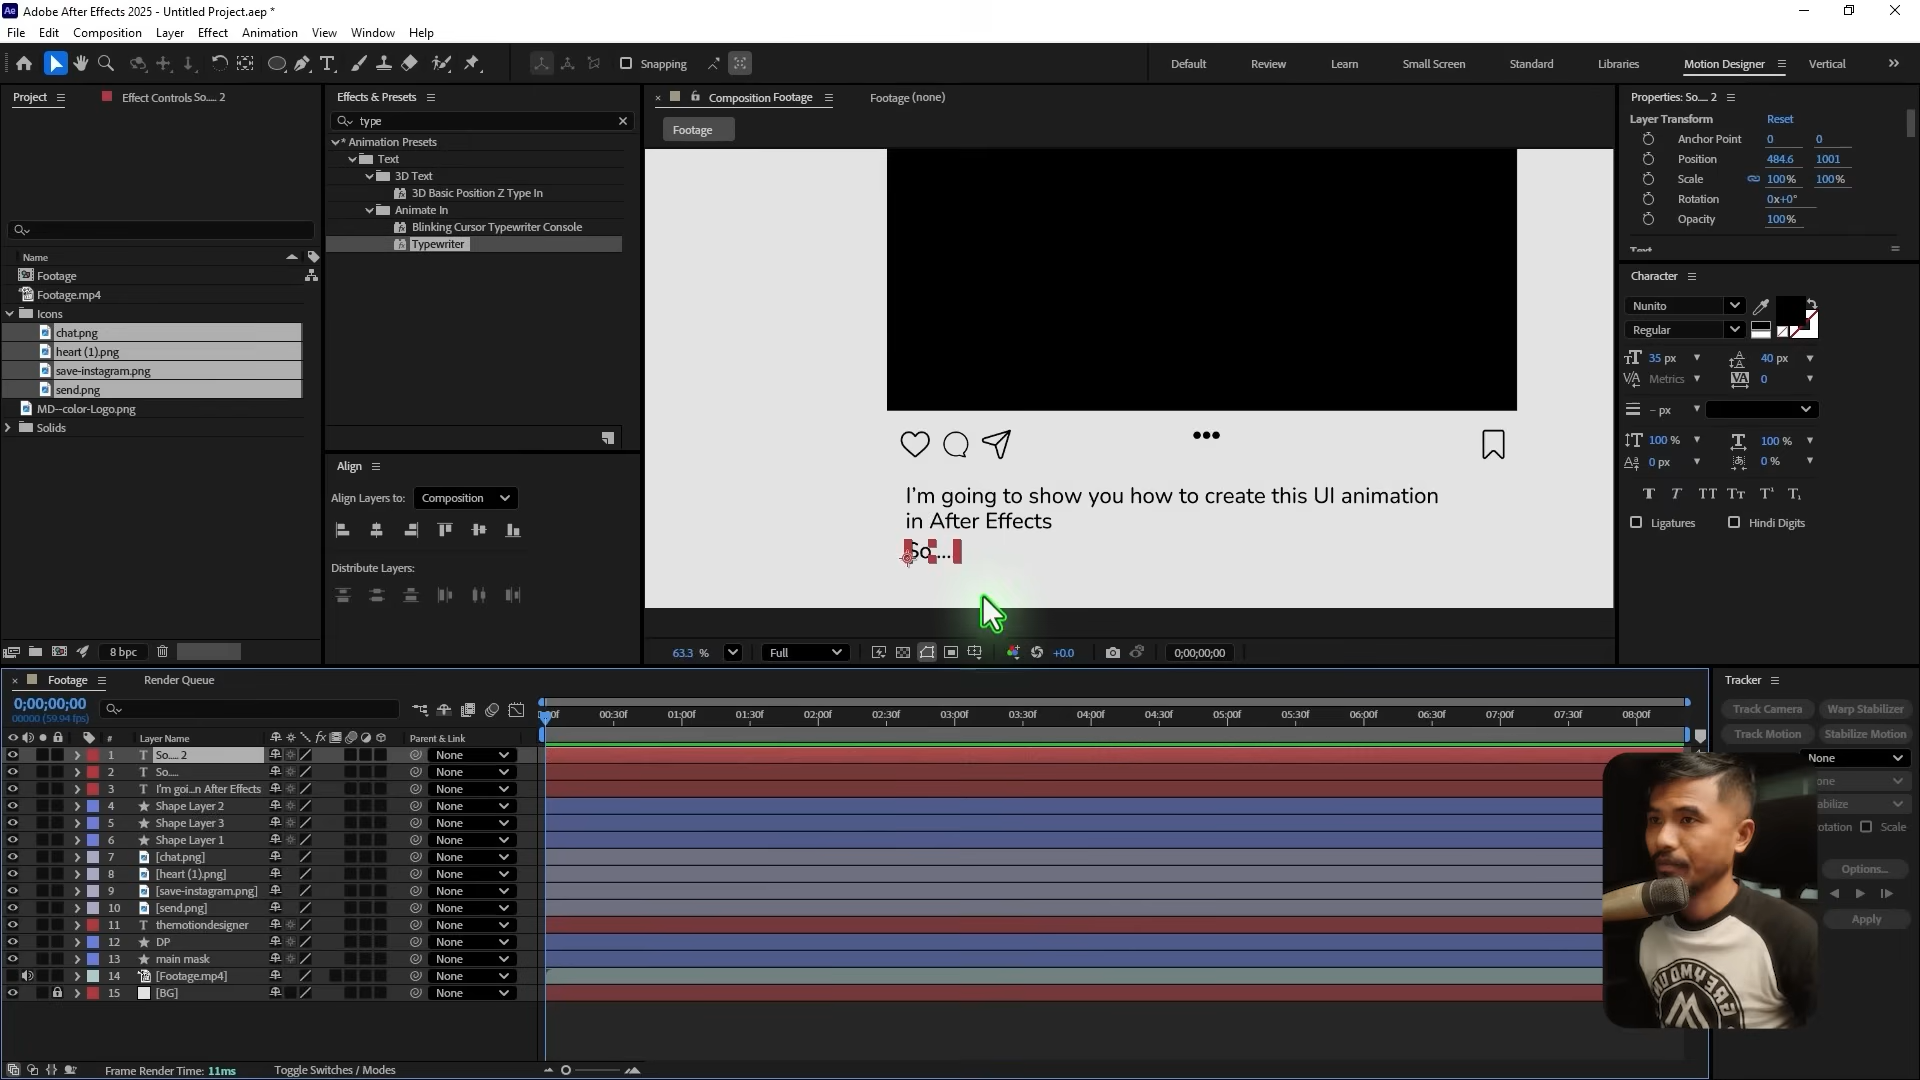 Adobe After Effects 2025 - Untitled Project.aep *
File Edit Composition Layer Effect Animation View Window Help
Snapping
Default Review Learn Small Screen Standard Libraries Motion Designer Vertical
Project
Effect Controls So..... 2
Name
Footage
Footage.mp4
Icons
chat.png
heart (1).png
save-instagram.png
send.png
MD--color-Logo.png
Solids
8 bpc
Effects & Presets
type
* Animation Presets
Text
3D Text
3D Basic Position Z Type In
Animate In
Blinking Cursor Typewriter Console
Typewriter
Align
Align Layers to: Composition
Distribute Layers:
Composition Footage
Footage (none)
Footage
I'm going to show you how to create this UI animation
in After Effects
So.....
63.3 % Full +0.0 0;00;00;00
Properties: So..... 2
Layer Transform Reset
Anchor Point 0 0
Position 484.6 1001
Scale 100% 100%
Rotation 0x+0°
Opacity 100%
Text
Character
Nunito
Regular
35 px 40 px
Metrics 0
- px
100 % 100 %
0 px 0 %
Ligatures Hindi Digits
Footage Render Queue
0;00;00;00
00000 (59.94 fps)
00:30f 01:00f 01:30f 02:00f 02:30f 03:00f 03:30f 04:00f 04:30f 05:00f 05:30f 06:00f 06:30f 07:00f 07:30f 08:00f
# Layer Name Parent & Link
1 So..... 2 None
2 So..... None
3 I'm goi...n After Effects None
4 Shape Layer 2 None
5 Shape Layer 3 None
6 Shape Layer 1 None
7 [chat.png] None
8 [heart (1).png] None
9 [save-instagram.png] None
10 [send.png] None
11 themotiondesigner None
12 DP None
13 main mask None
14 [Footage.mp4] None
15 [BG] None
Frame Render Time: 11ms Toggle Switches / Modes
Tracker
Track Camera Warp Stabilizer
Track Motion Stabilize Motion
None
Scale
Options...
Apply